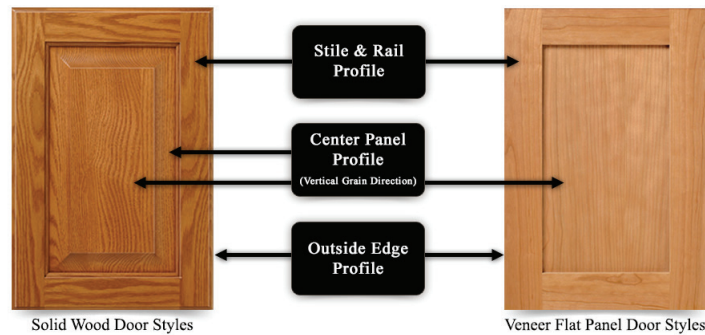 Stile & Rail
Profile
Center Panel
Profile
(Vertical Grain Direction)
Outside Edge
Profile
Solid Wood Door Styles
Veneer Flat Panel Door Styles